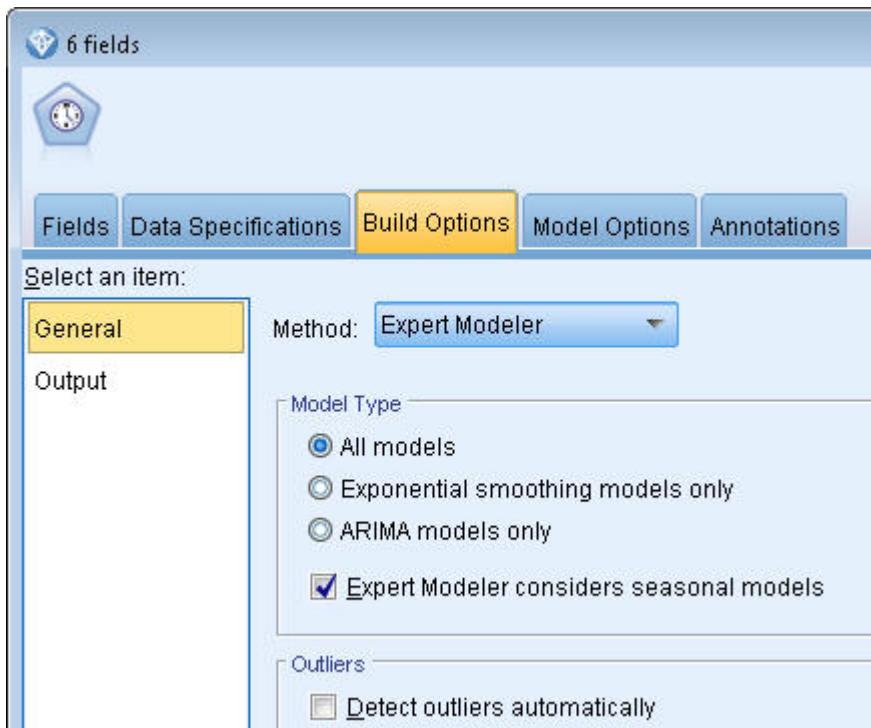 6 fields
Fields Data Specifications Build Options Model Options Annotations
Select an item:
General
Output
Method: Expert Modeler
Model Type
All models
Exponential smoothing models only
ARIMA models only
Expert Modeler considers seasonal models
Outliers
Detect outliers automatically